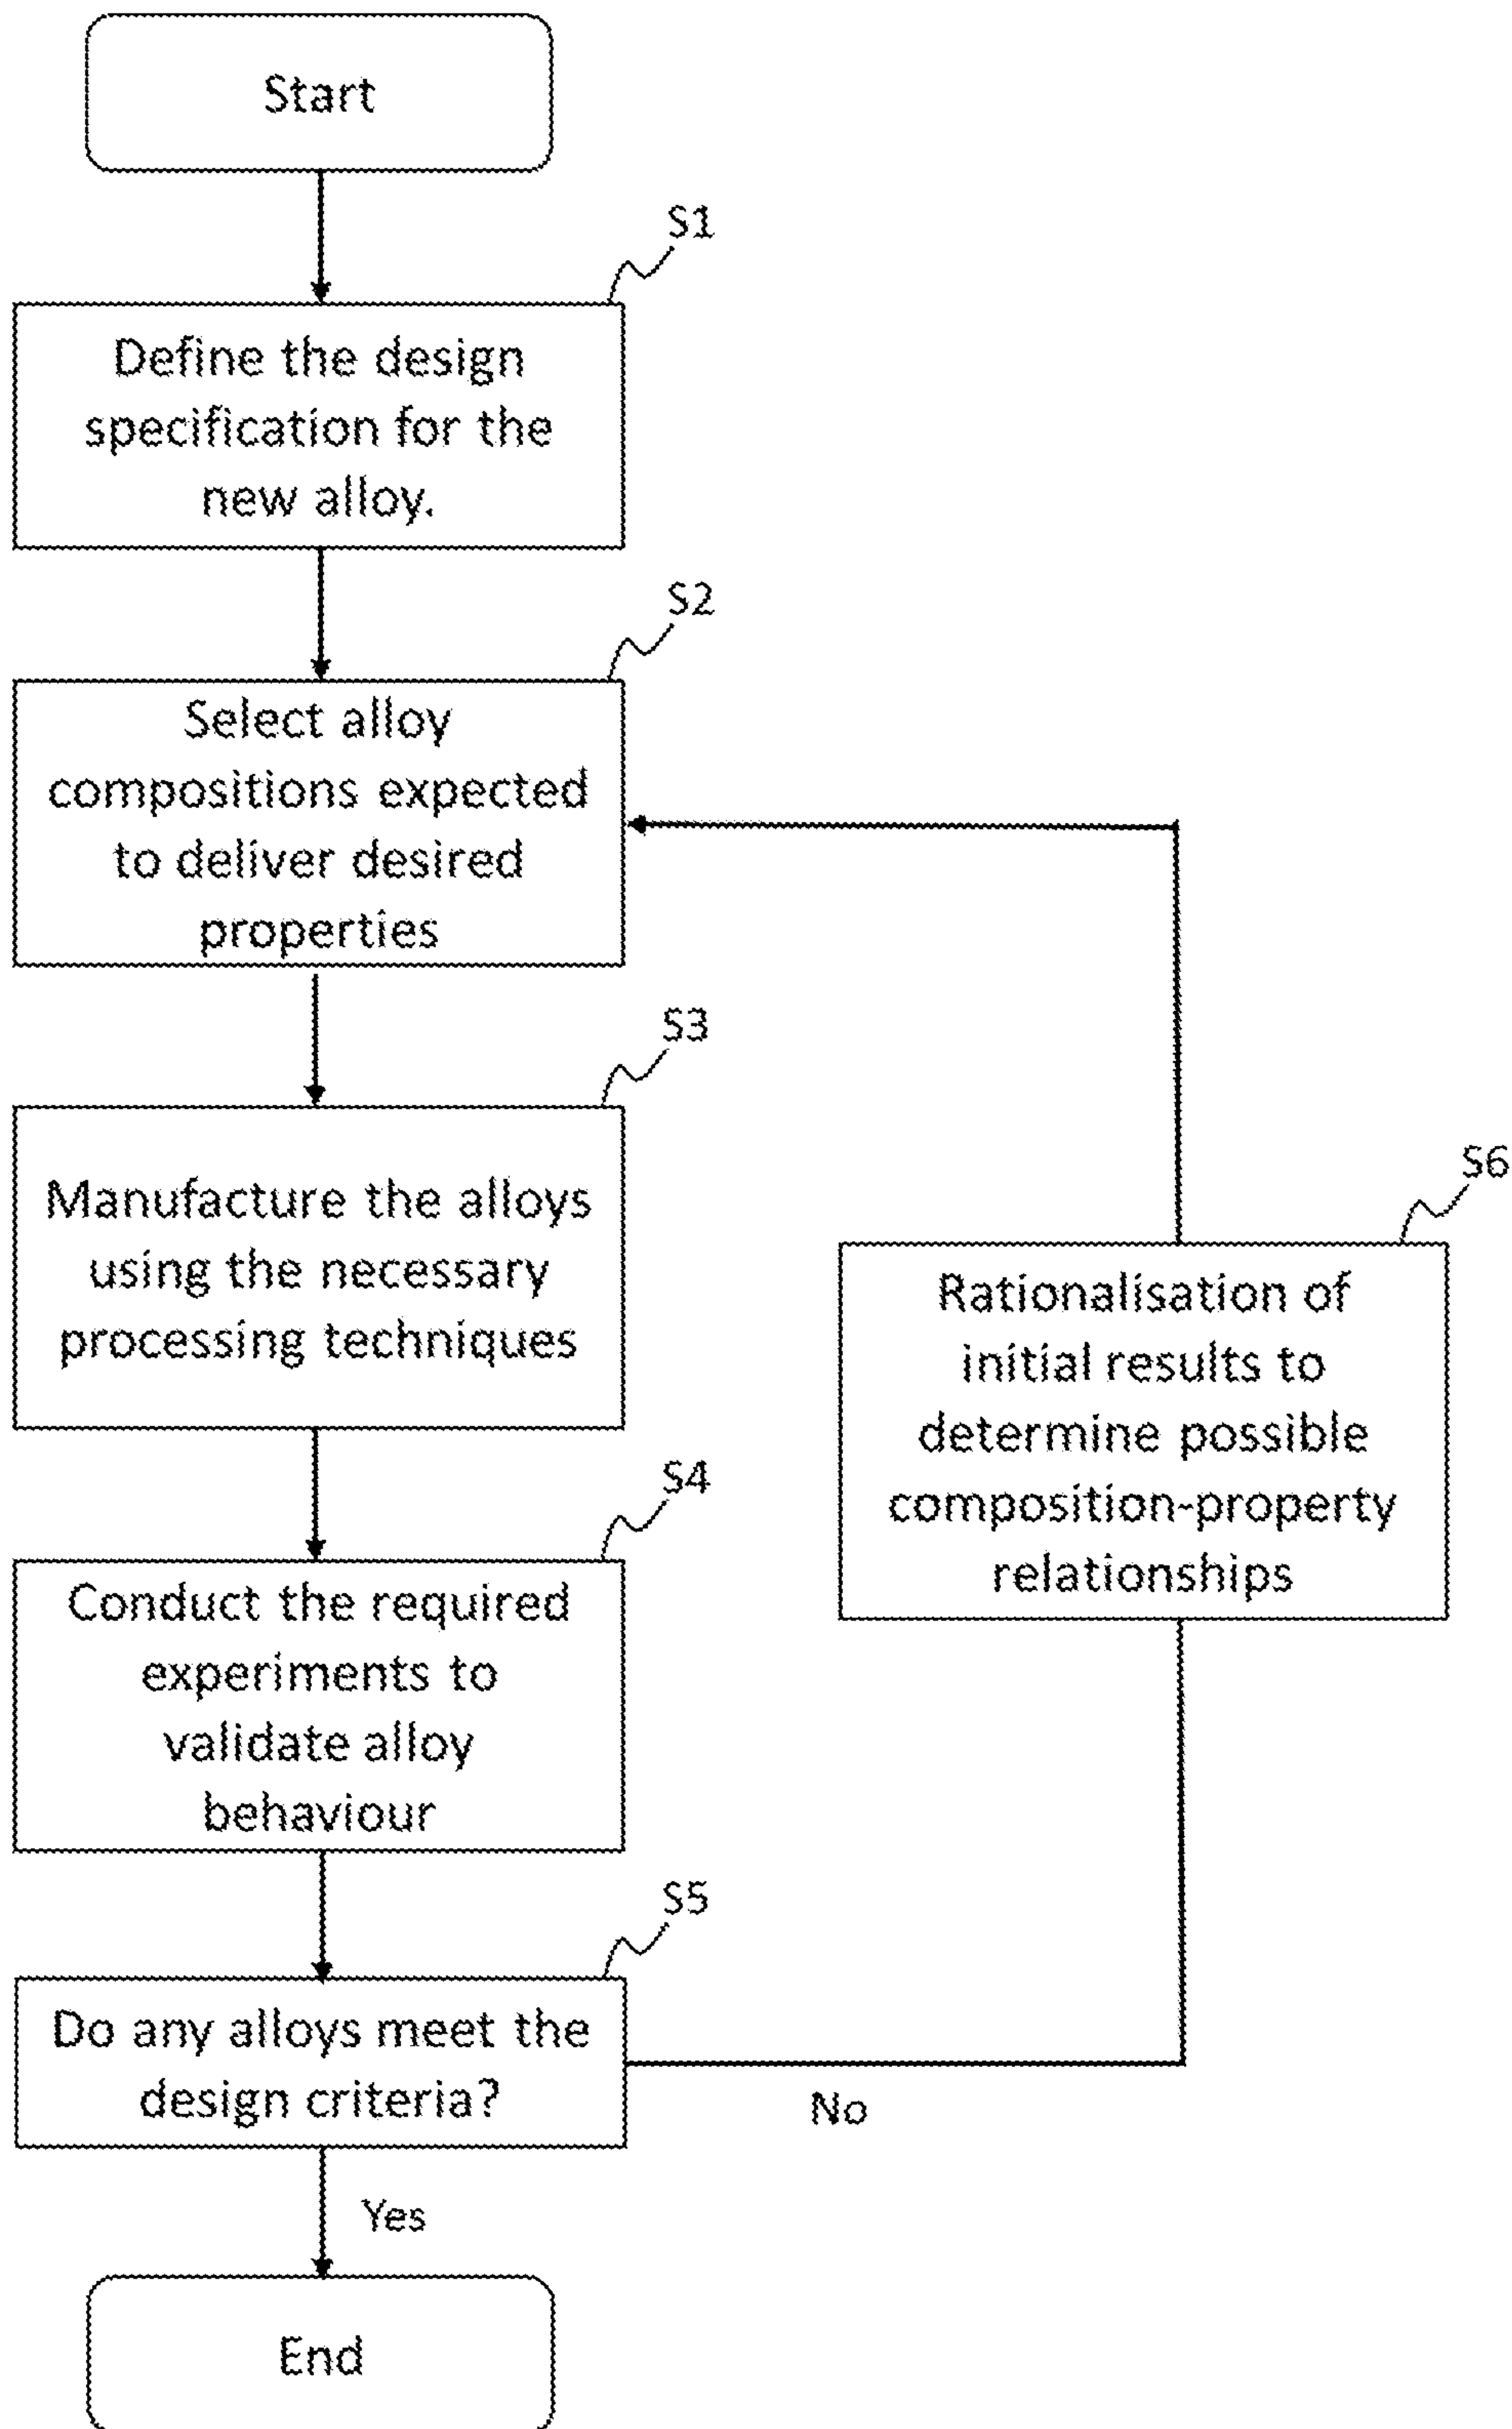 Start
S1
Define the design
specification for the
new alloy.
S2
Select alloy
compositions expected
to deliver desired
properties
S3
Manufacture the alloys
using the necessary
processing techniques
S6
Rationalisation of
initial results to
determine possible
composition-property
relationships
S4
Conduct the required
experiments to
validate alloy
behaviour
S5
Do any alloys meet the
design criteria?
No
Yes
End